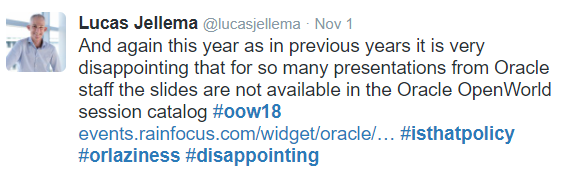 Lucas Jellema @lucasjellema · Nov 1
And again this year as in previous years it is very
disappointing that for so many presentations from Oracle
staff the slides are not available in the Oracle OpenWorld
session catalog #oow18
events.rainfocus.com/widget/oracle/… #isthatpolicy
#orlaziness #disappointing